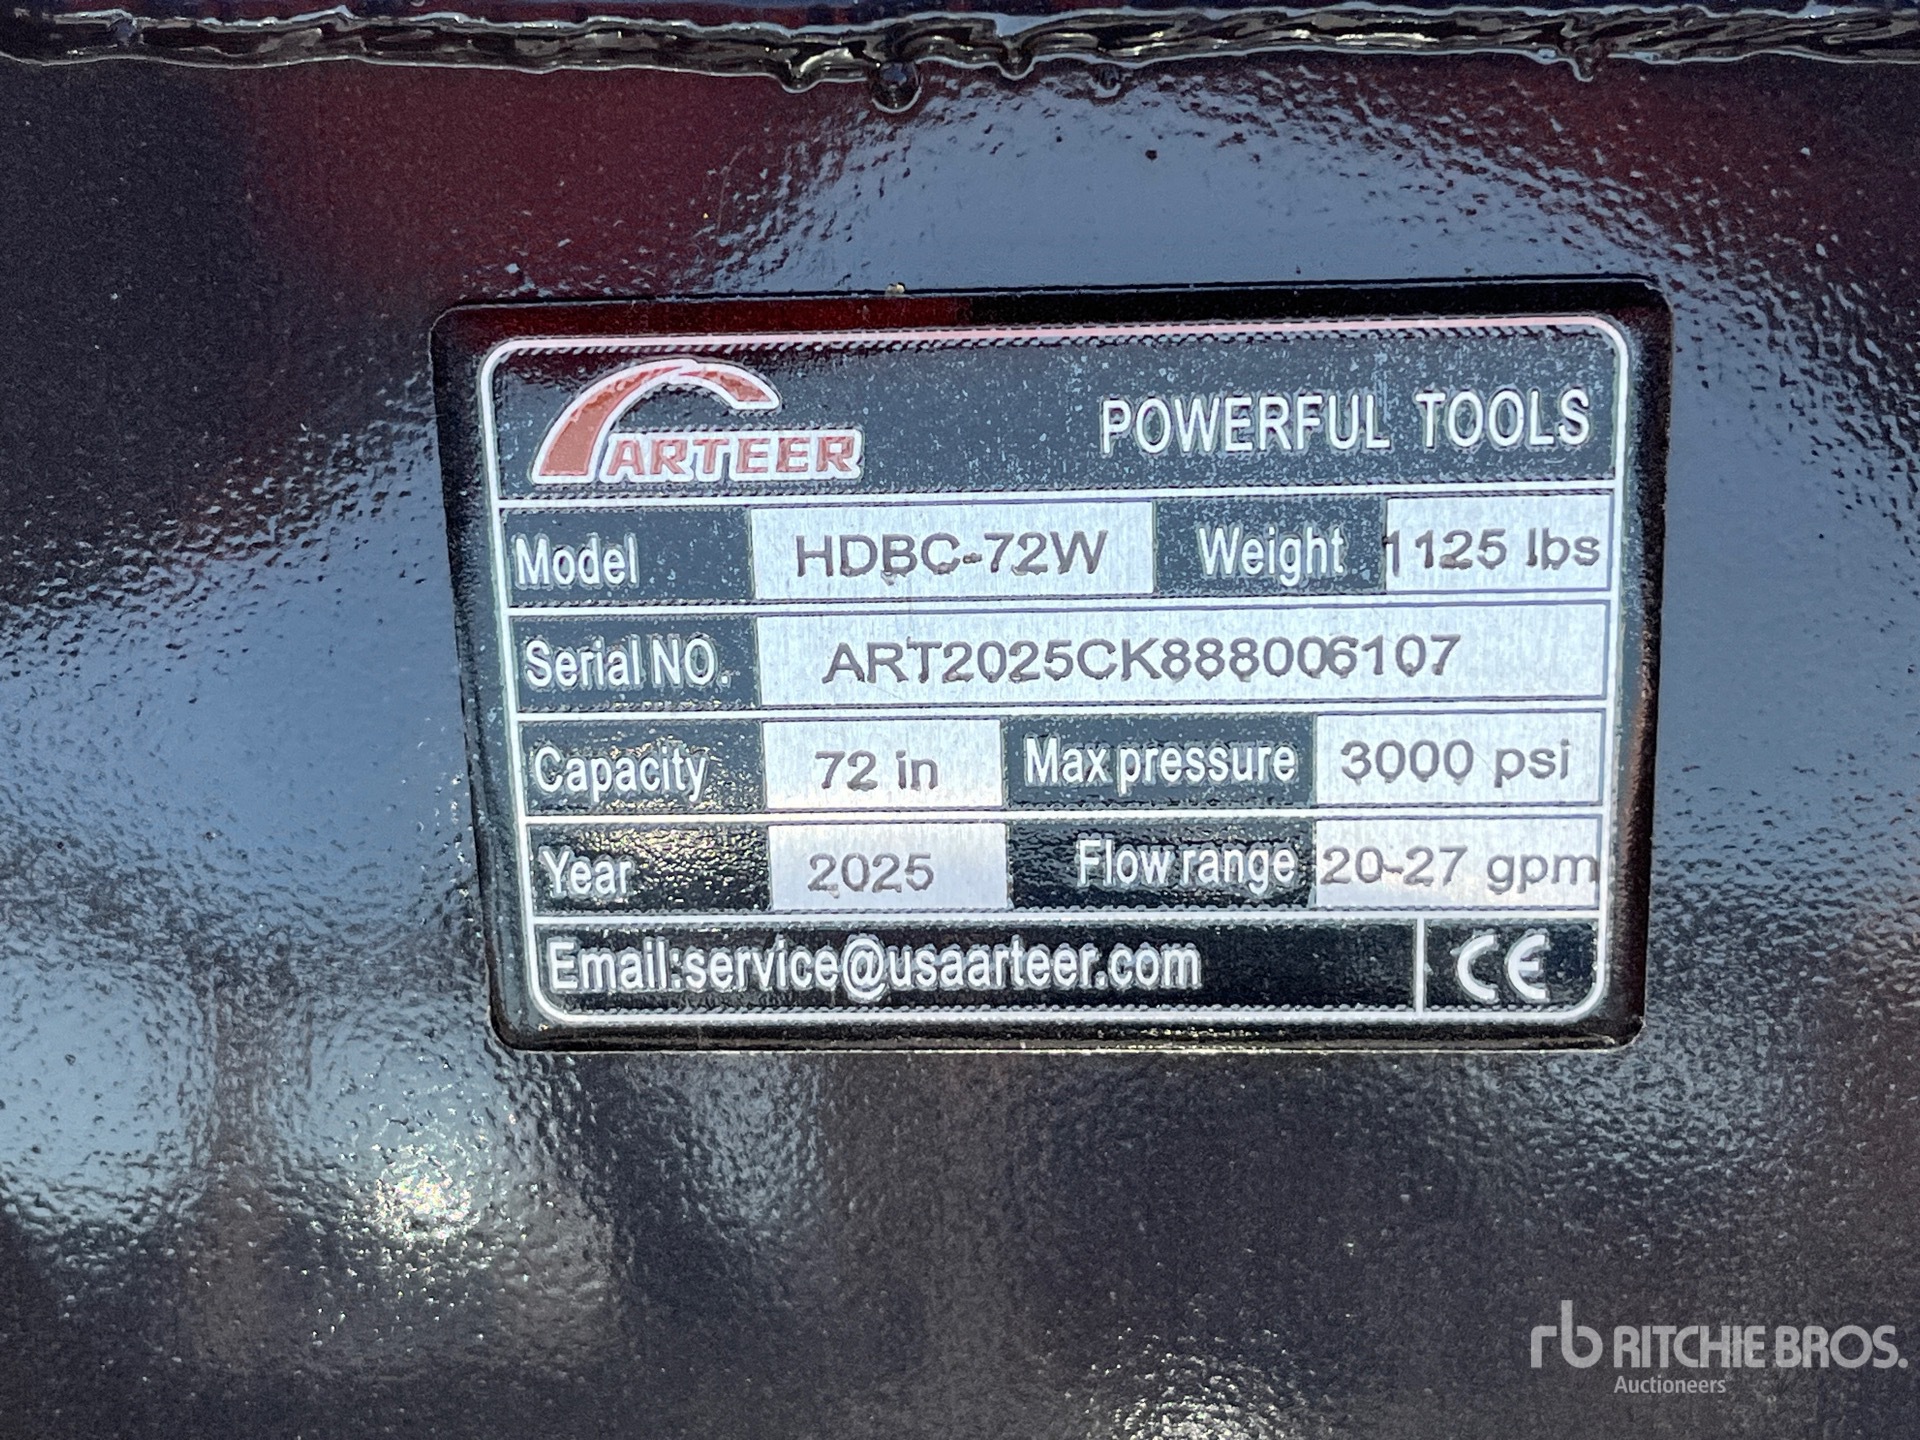 ARTEER POWERFUL TOOLS
Model HDBC-72W Weight 1125 lbs
Serial NO. ART2025CK888006107
Capacity 72 in Max pressure 3000 psi
Year 2025 Flow range 20-27 gpm
Email:service@usaarteer.com CE
rb RITCHIE BROS.
Auctioneers